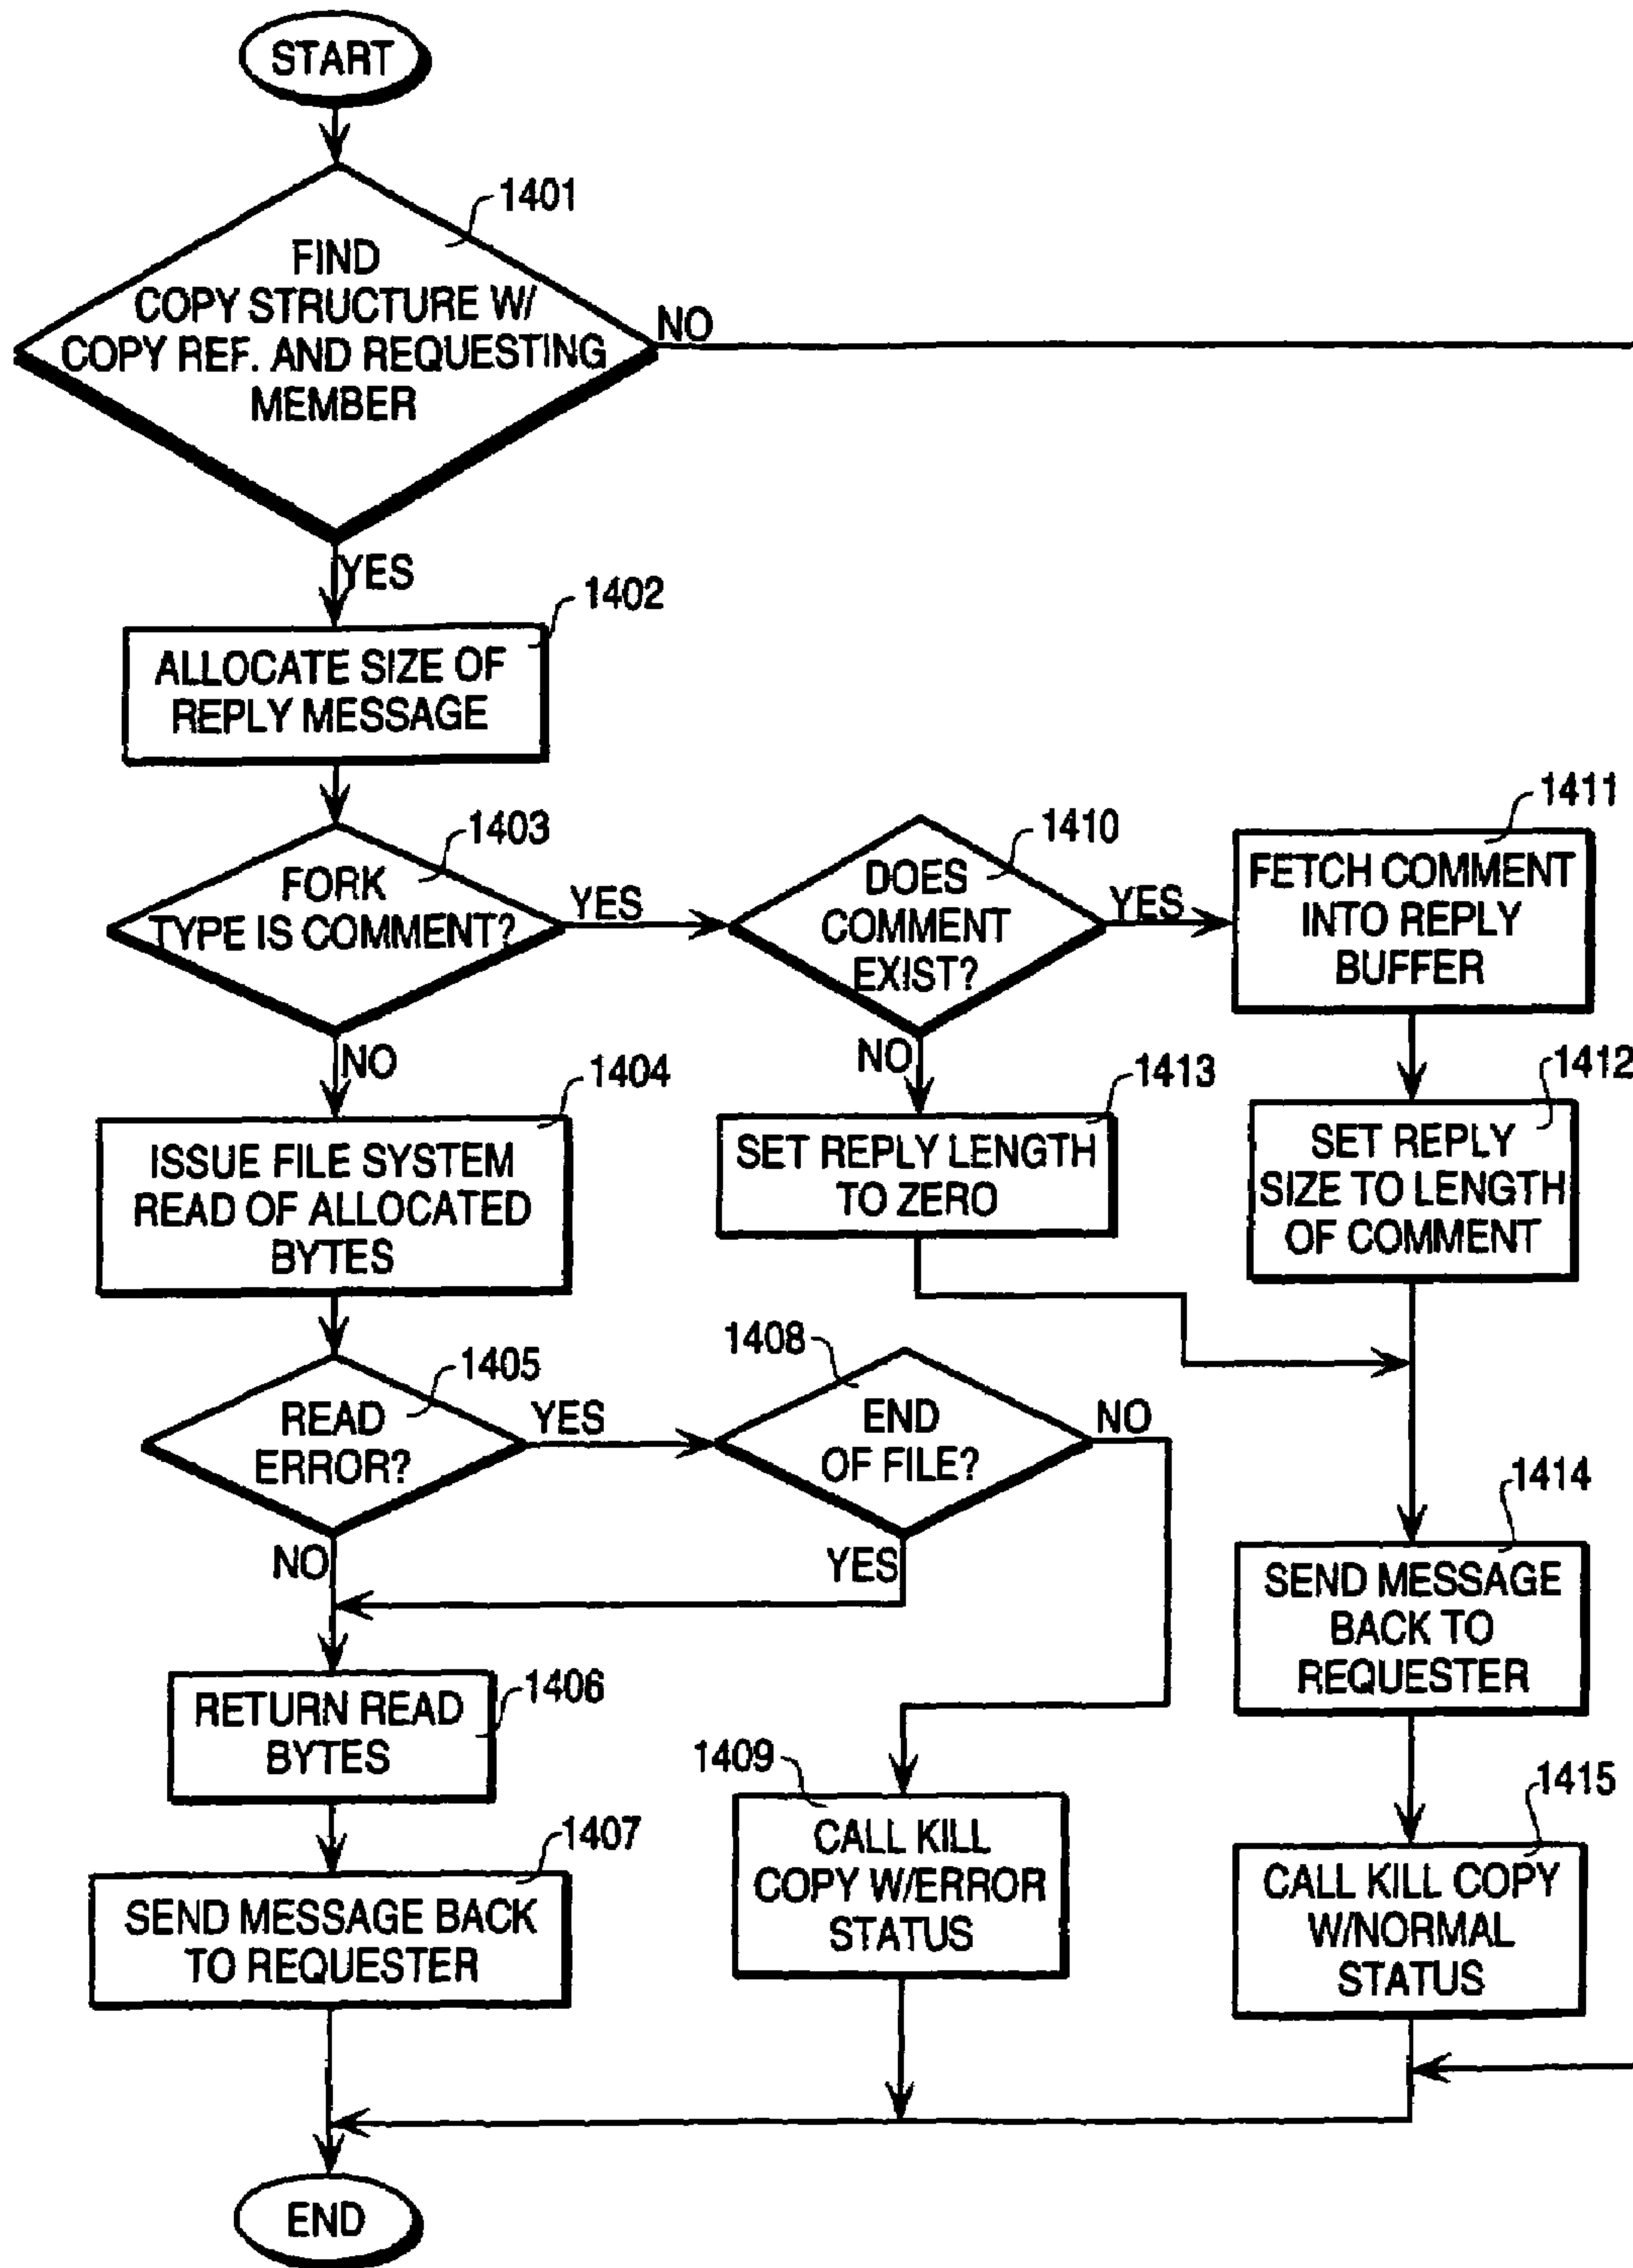 START
1401
FIND
COPY STRUCTURE W/
COPY REF. AND REQUESTING
MEMBER
NO
YES
1402
ALLOCATE SIZE OF
REPLY MESSAGE
1403
FORK
TYPE IS COMMENT?
YES
1410
DOES
COMMENT
EXIST?
YES
1411
FETCH COMMENT
INTO REPLY
BUFFER
NO
1404
ISSUE FILE SYSTEM
READ OF ALLOCATED
BYTES
NO
1413
SET REPLY LENGTH
TO ZERO
1412
SET REPLY
SIZE TO LENGTH
OF COMMENT
1405
READ
ERROR?
YES
1408
END
OF FILE?
NO
NO
YES
1414
SEND MESSAGE
BACK TO
REQUESTER
1406
RETURN READ
BYTES
1407
SEND MESSAGE BACK
TO REQUESTER
1409
CALL KILL
COPY W/ERROR
STATUS
1415
CALL KILL COPY
W/NORMAL
STATUS
END